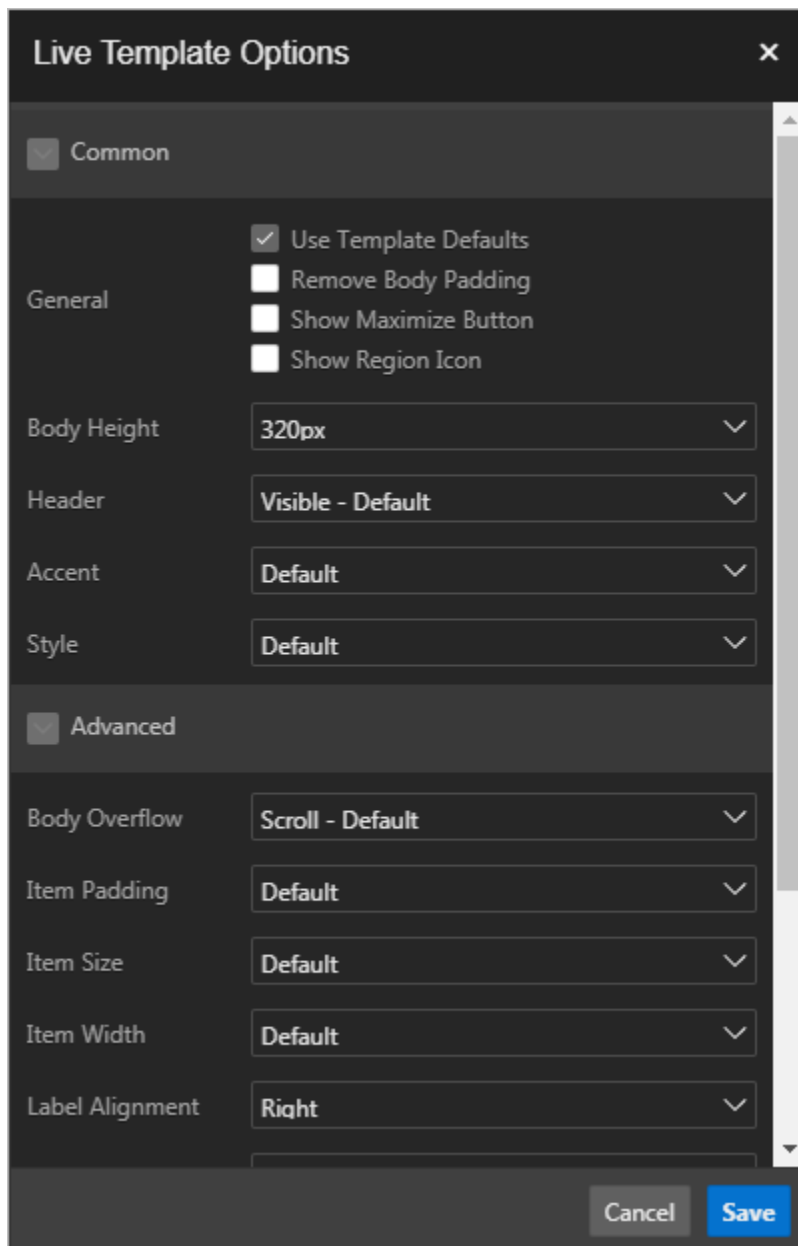 Live Template Options
Common
General
Use Template Defaults
Remove Body Padding
Show Maximize Button
Show Region Icon
Body Height 320px
Header Visible - Default
Accent Default
Style Default
Advanced
Body Overflow Scroll - Default
Item Padding Default
Item Size Default
Item Width Default
Label Alignment Right
Cancel Save